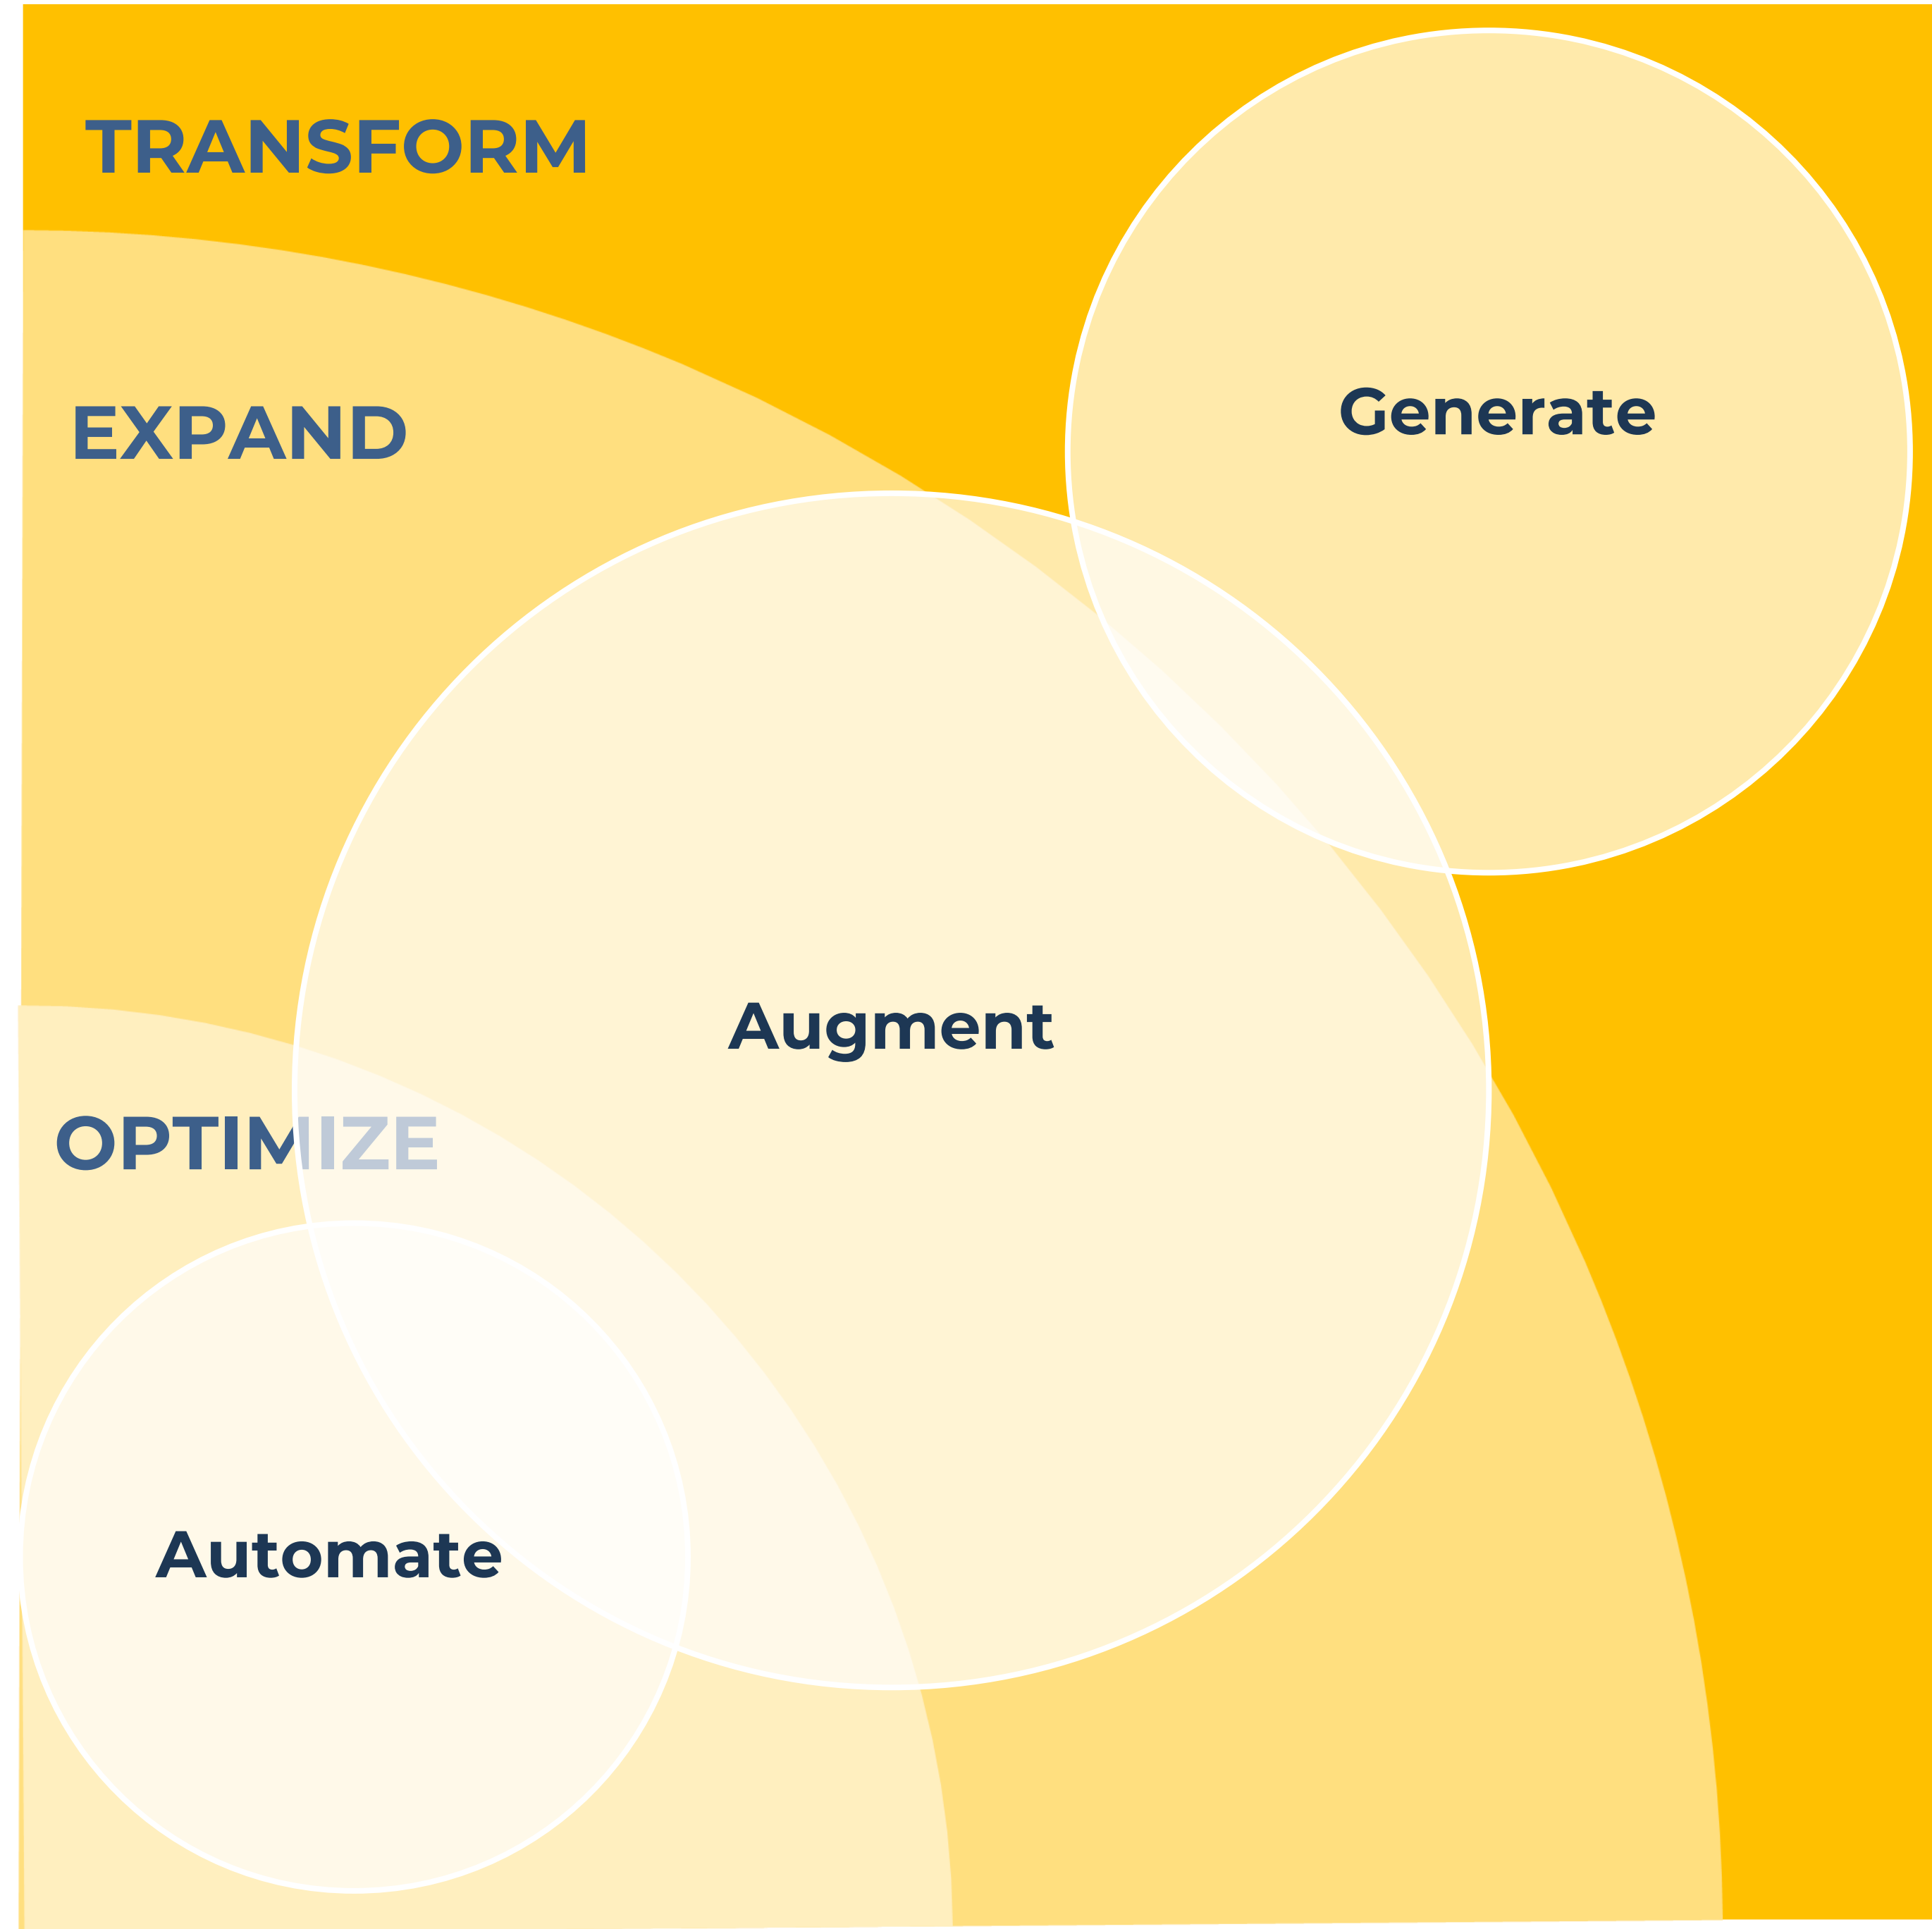 TRANSFORM
EXPAND
Generate
Augment
OPTIMIZE
Automate